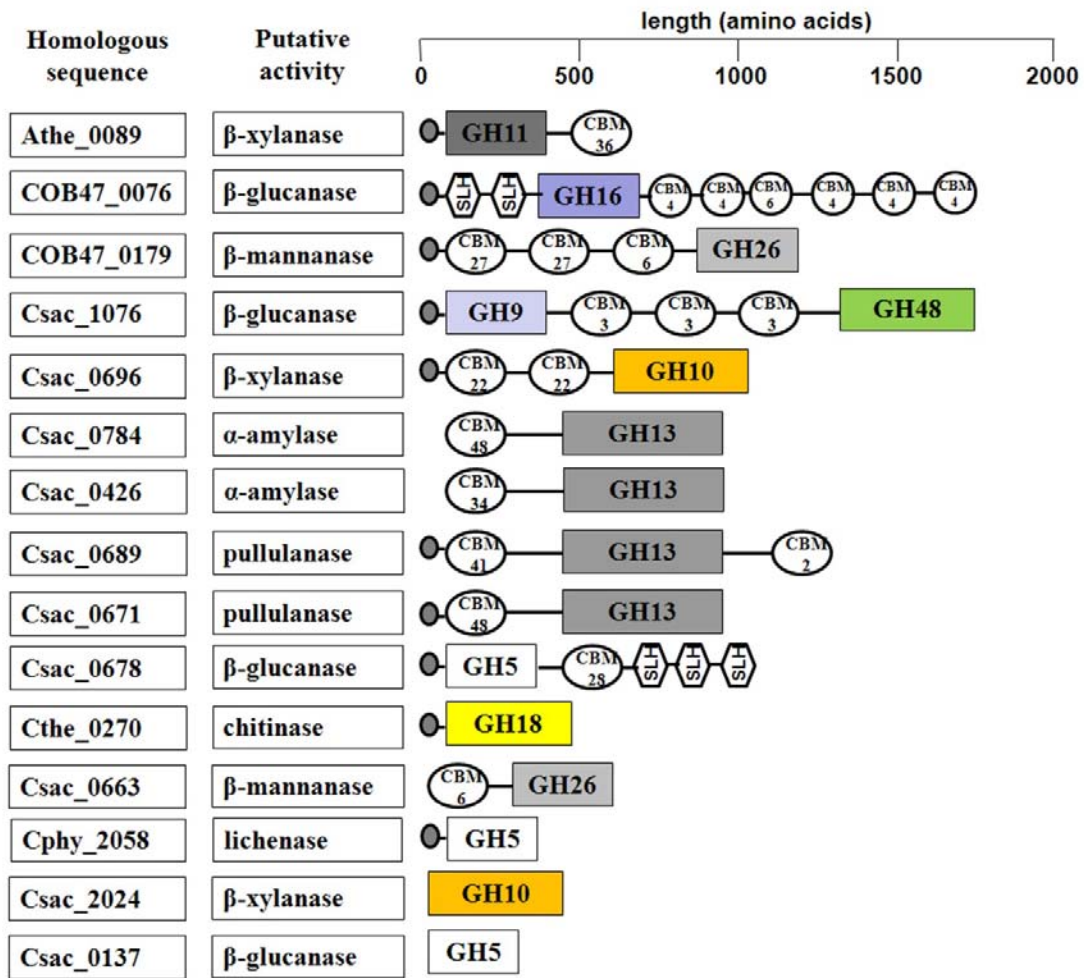 length (amino acids)
Homologous sequence
Putative activity
0 500 1000 1500 2000
Athe_0089 β-xylanase GH11 CBM 36
COB47_0076 β-glucanase SLH SLH GH16 CBM 4 CBM 4 CBM 6 CBM 4 CBM 4 CBM 4
COB47_0179 β-mannanase CBM 27 CBM 27 CBM 6 GH26
Csac_1076 β-glucanase GH9 CBM 3 CBM 3 CBM 3 GH48
Csac_0696 β-xylanase CBM 22 CBM 22 GH10
Csac_0784 α-amylase CBM 48 GH13
Csac_0426 α-amylase CBM 34 GH13
Csac_0689 pullulanase CBM 41 GH13 CBM 2
Csac_0671 pullulanase CBM 48 GH13
Csac_0678 β-glucanase GH5 CBM 28 SLH SLH SLH
Cthe_0270 chitinase GH18
Csac_0663 β-mannanase CBM 6 GH26
Cphy_2058 lichenase GH5
Csac_2024 β-xylanase GH10
Csac_0137 β-glucanase GH5